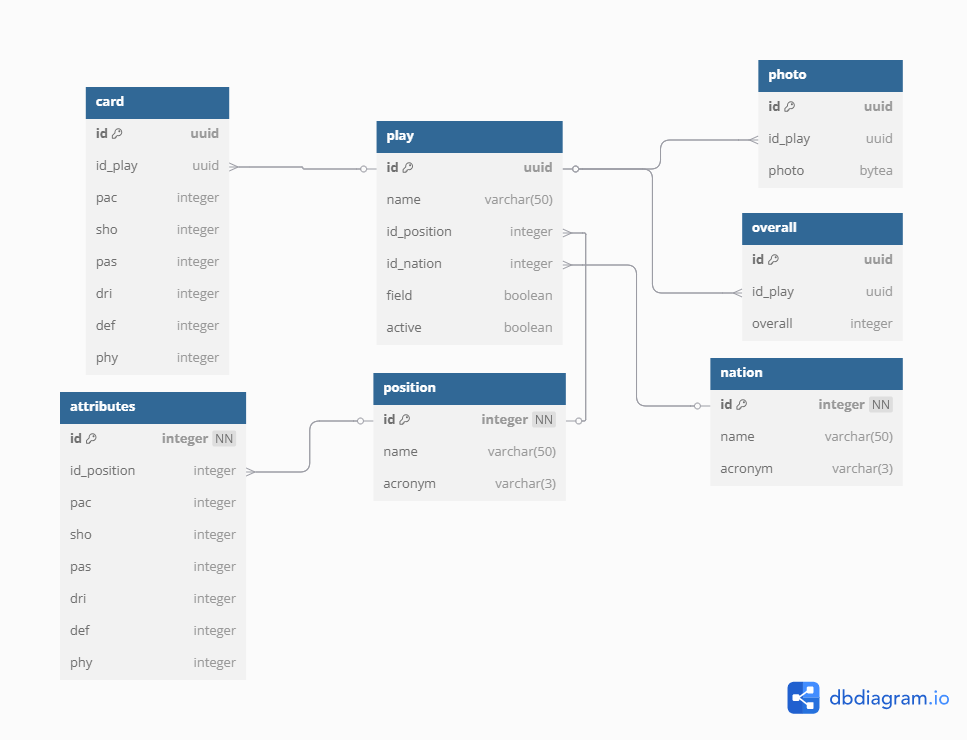 card
id uuid
id_play uuid
pac integer
sho integer
pas integer
dri integer
def integer
phy integer
attributes
id integer NN
id_position integer
pac integer
sho integer
pas integer
dri integer
def integer
phy integer
play
id uuid
name varchar(50)
id_position integer
id_nation integer
field boolean
active boolean
position
id integer NN
name varchar(50)
acronym varchar(3)
photo
id uuid
id_play uuid
photo bytea
overall
id uuid
id_play uuid
overall integer
nation
id integer NN
name varchar(50)
acronym varchar(3)
dbdiagram.io